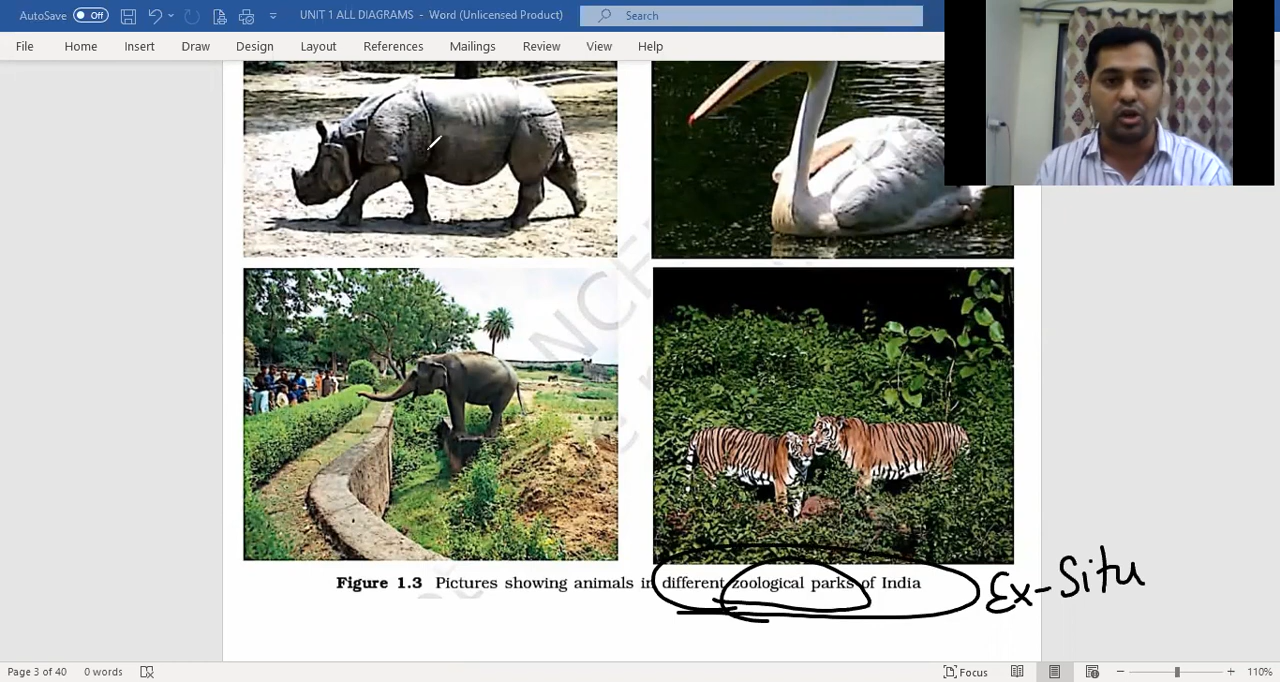 AutoSave Off UNIT 1 ALL DIAGRAMS - Word (Unlicensed Product) Search
File Home Insert Draw Design Layout References Mailings Review View Help
NCE
Figure 1.3 Pictures showing animals in different zoological parks of India
Ex-Situ
Page 3 of 40 0 words Focus 110%